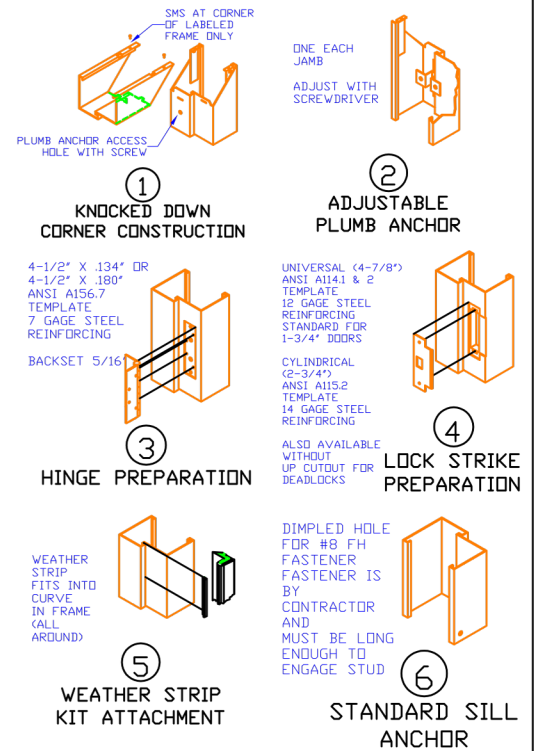 SMS AT CORNER
OF LABELED
FRAME ONLY
PLUMB ANCHOR ACCESS
HOLE WITH SCREW
1
KNOCKED DOWN
CORNER CONSTRUCTION
ONE EACH
JAMB
ADJUST WITH
SCREWDRIVER
2
ADJUSTABLE
PLUMB ANCHOR
4-1/2" X .134" OR
4-1/2" X .180"
ANSI A156.7
TEMPLATE
7 GAGE STEEL
REINFORCING
BACKSET 5/16"
3
HINGE PREPARATION
UNIVERSAL (4-7/8")
ANSI A114.1 & 2
TEMPLATE
12 GAGE STEEL
REINFORCING
STANDARD FOR
1-3/4" DOORS
CYLINDRICAL
(2-3/4")
ANSI A115.2
TEMPLATE
14 GAGE STEEL
REINFORCING
ALSO AVAILABLE
WITHOUT
UP CUTOUT FOR
DEADLOCKS
4
LOCK STRIKE
PREPARATION
WEATHER
STRIP
FITS INTO
CURVE
IN FRAME
(ALL
AROUND)
5
WEATHER STRIP
KIT ATTACHMENT
DIMPLED HOLE
FOR #8 FH
FASTENER
FASTENER IS
BY
CONTRACTOR
AND
MUST BE LONG
ENOUGH TO
ENGAGE STUD
6
STANDARD SILL
ANCHOR